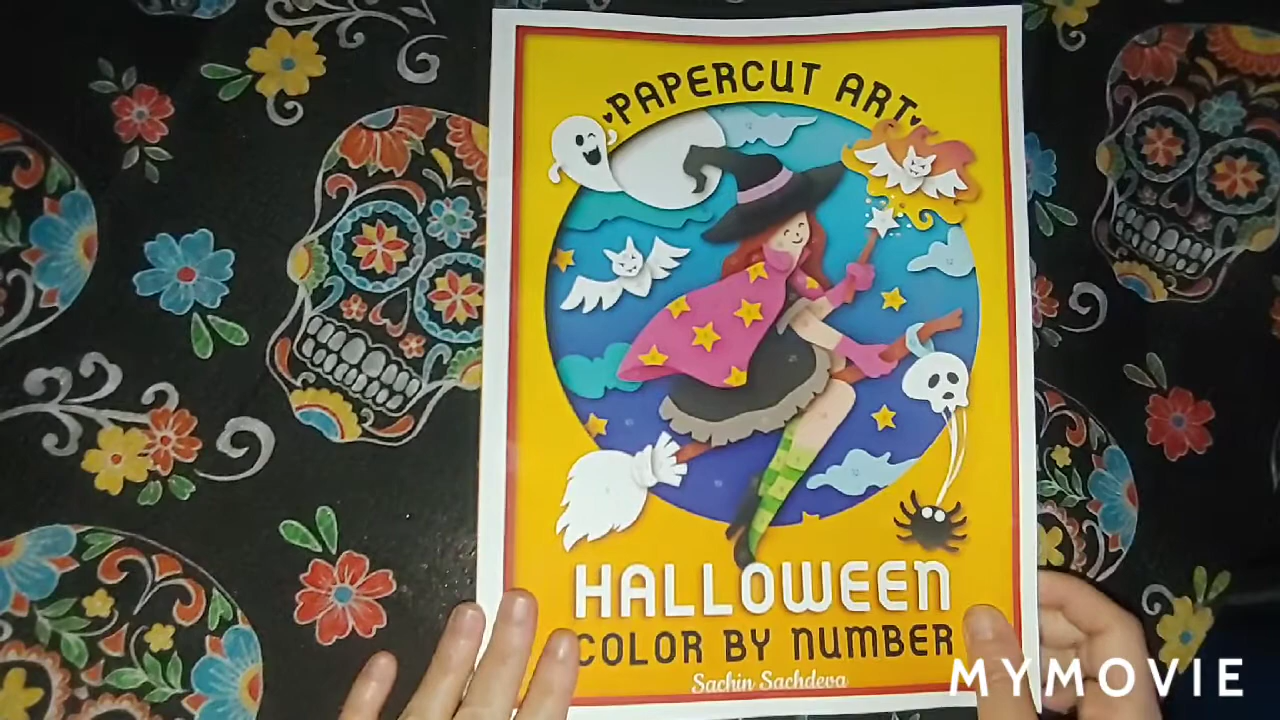 PAPERCUT ART
HALLOWEEN
COLOR BY NUMBER
Sachin Sachdeva
MYMOVIE